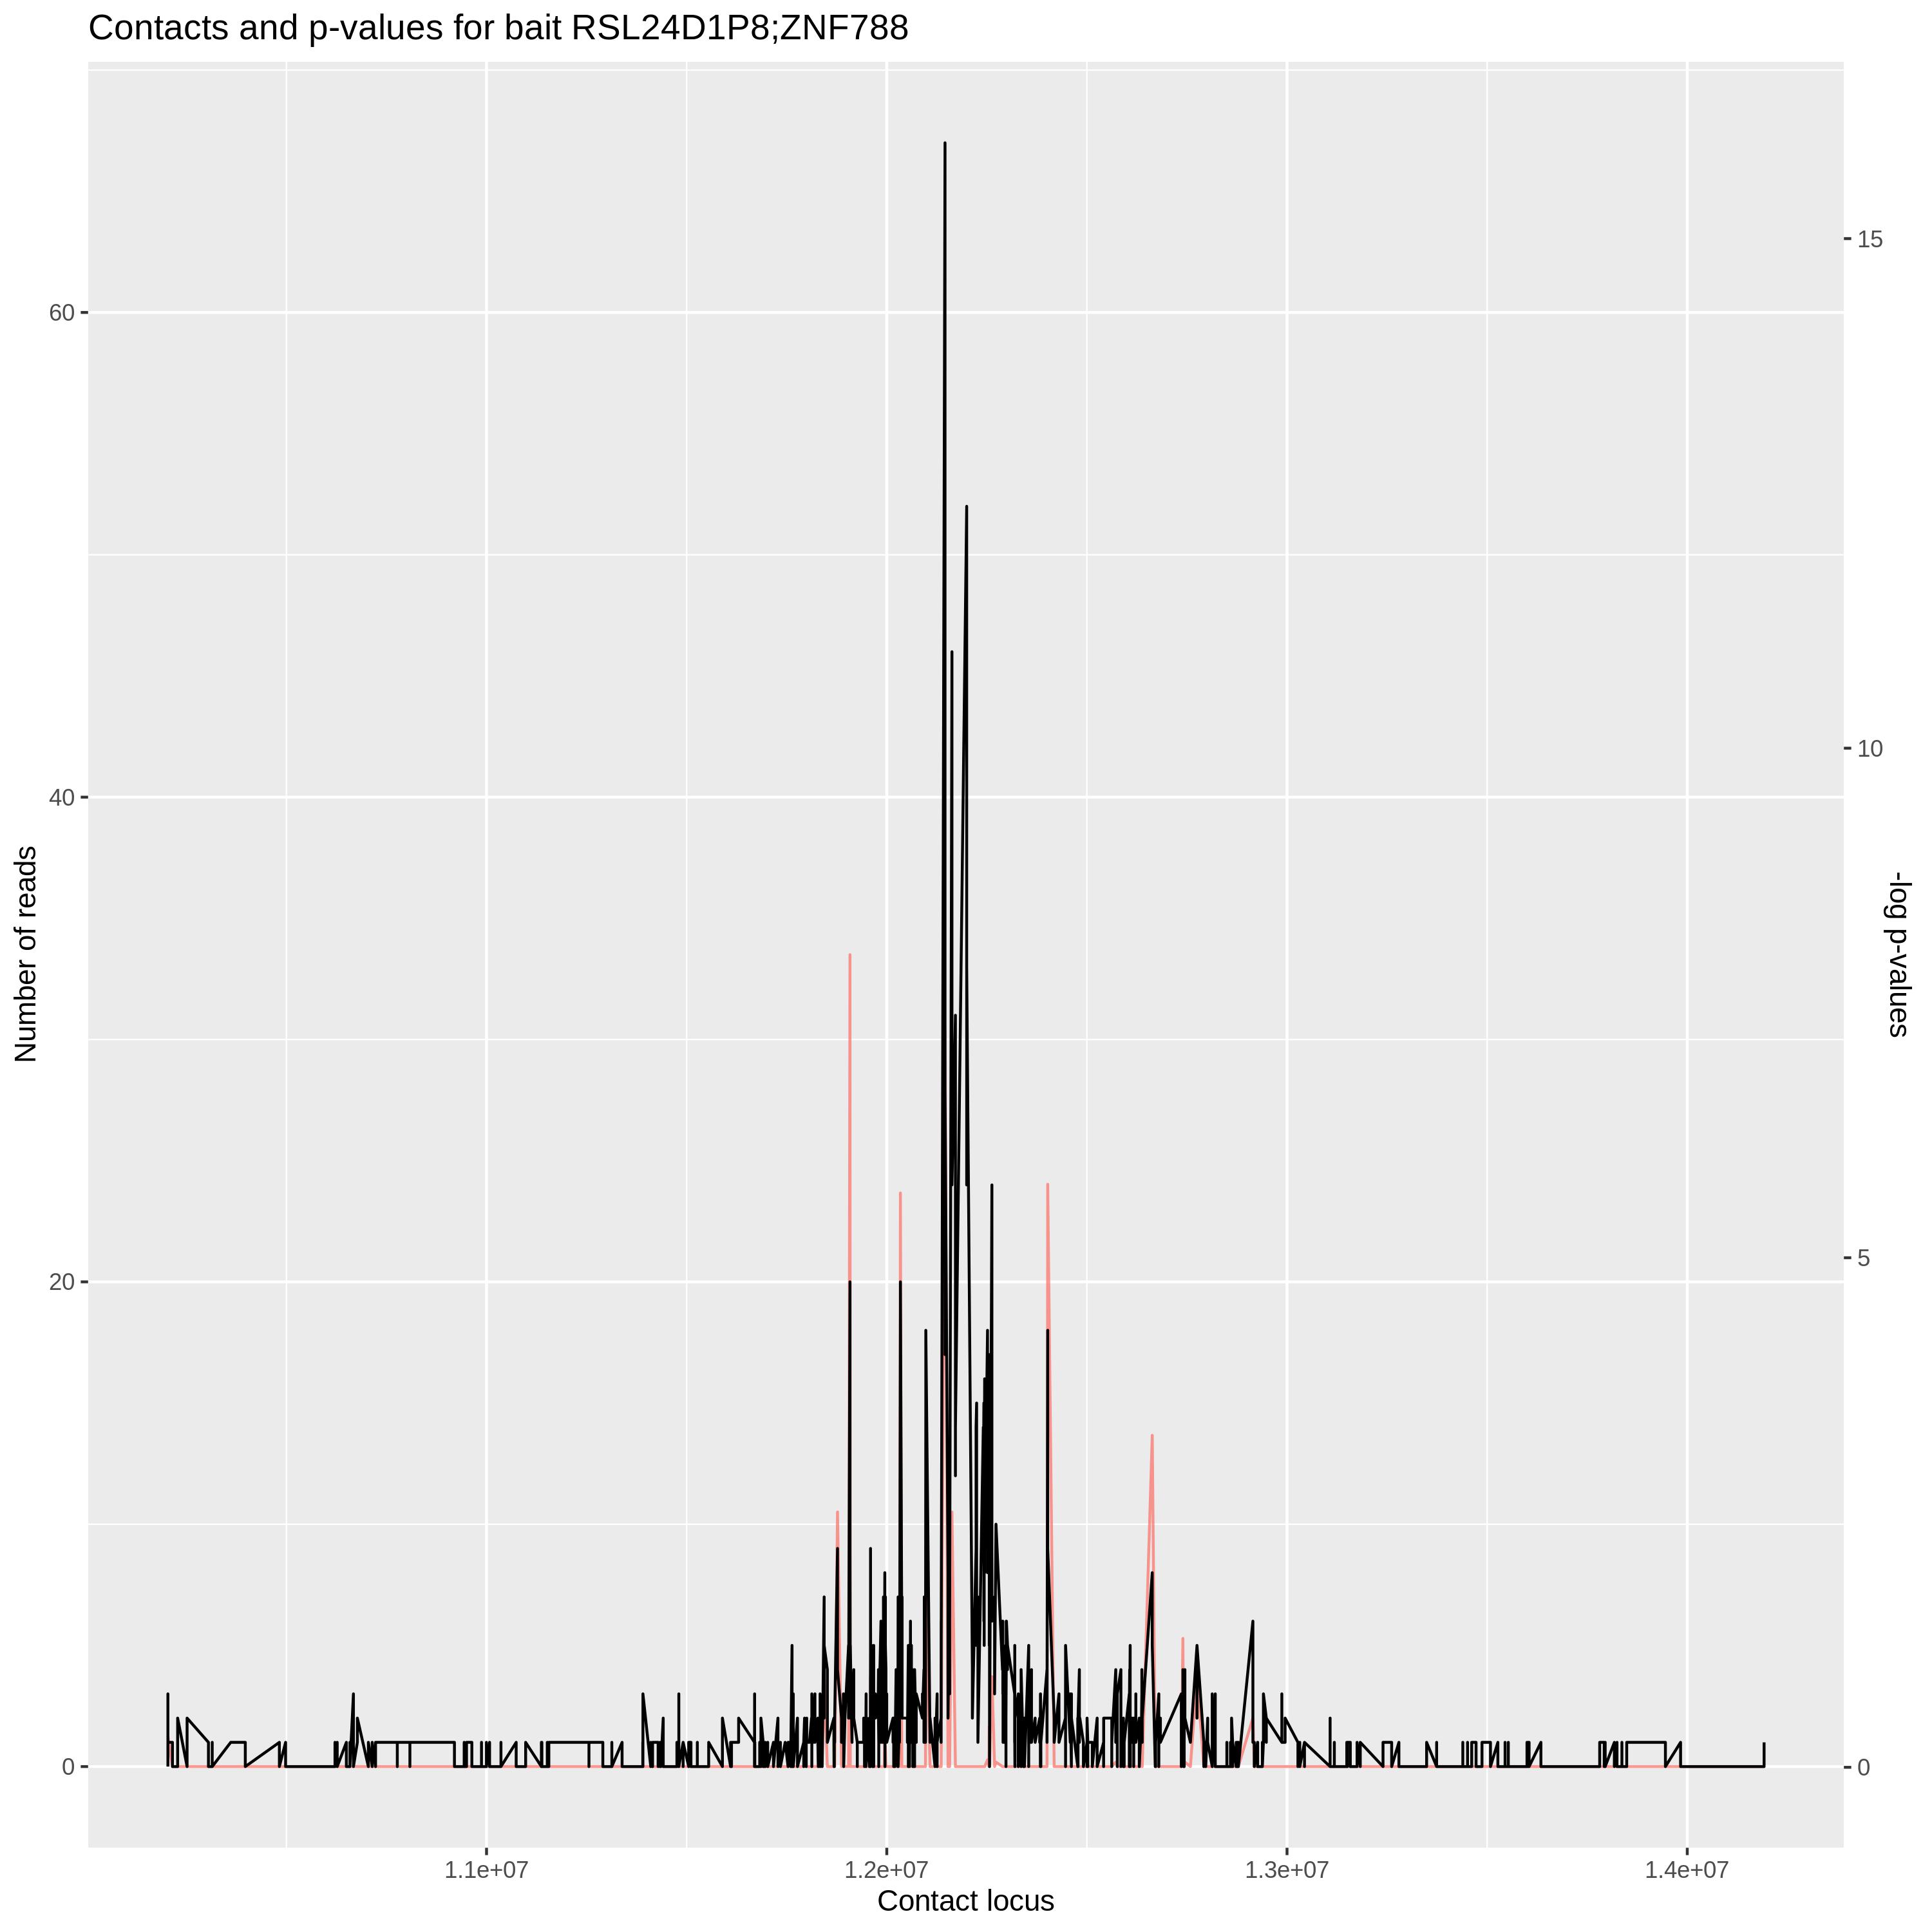 Contacts and p-values for bait RSL24D1P8;ZNF788
60
40
20
0
Number of reads
15
10
5
0
-log p-values
1.1e+07
1.2e+07
1.3e+07
1.4e+07
Contact locus